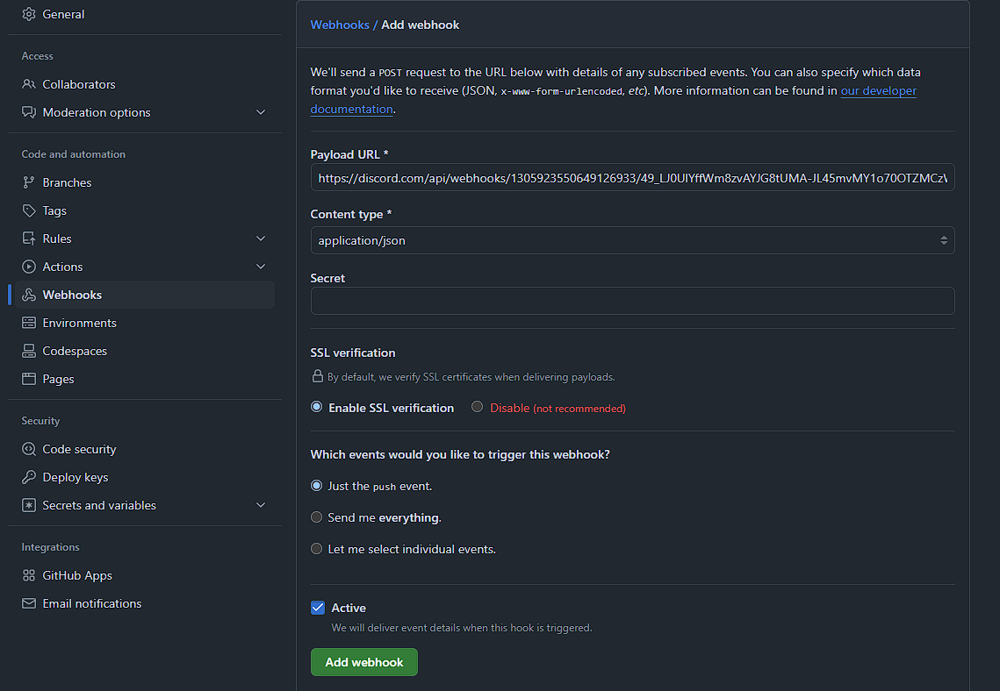 General
Access
Collaborators
Moderation options
Code and automation
Branches
Tags
Rules
Actions
Webhooks
Environments
Codespaces
Pages
Security
Code security
Deploy keys
Secrets and variables
Integrations
GitHub Apps
Email notifications
Webhooks / Add webhook
We'll send a POST request to the URL below with details of any subscribed events. You can also specify which data
format you'd like to receive (JSON, x-www-form-urlencoded, etc). More information can be found in our developer
documentation.
Payload URL *
https://discord.com/api/webhooks/1305923550649126933/49_LJ0UIYffWm8zvAYJG8tUMA-JL45mvMY1o70OTZMCzV
Content type *
application/json
Secret
SSL verification
By default, we verify SSL certificates when delivering payloads.
Enable SSL verification Disable (not recommended)
Which events would you like to trigger this webhook?
Just the push event.
Send me everything.
Let me select individual events.
Active
We will deliver event details when this hook is triggered.
Add webhook